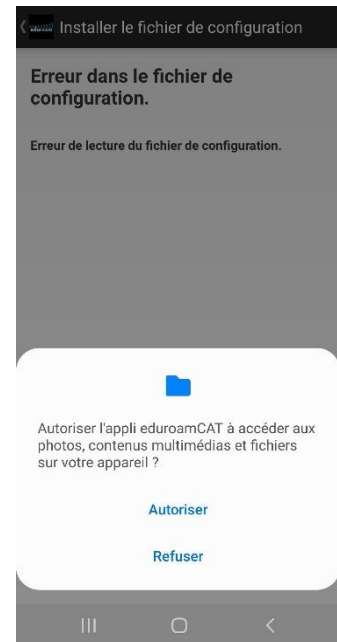 Installer le fichier de configuration
Erreur dans le fichier de
configuration.
Erreur de lecture du fichier de configuration.
Autoriser l'appli eduroamCAT à accéder aux
photos, contenus multimédias et fichiers
sur votre appareil ?
Autoriser
Refuser